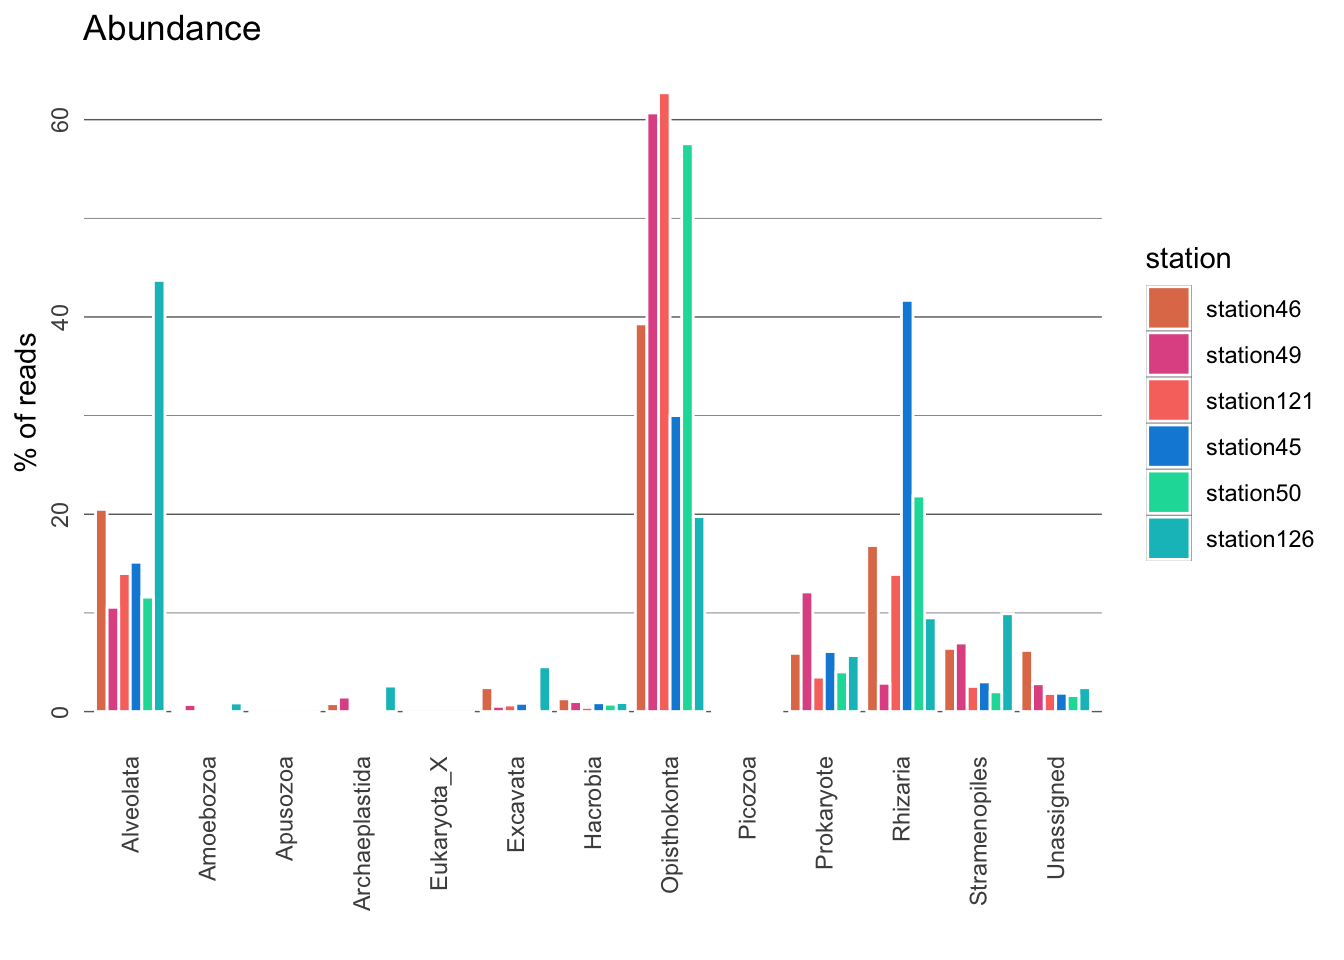 Abundance
% of reads
60
40
20
0
Alveolata
Amoebozoa
Apusozoa
Archaeplastida
Eukaryota_X
Excavata
Hacrobia
Opisthokonta
Picozoa
Prokaryote
Rhizaria
Stramenopiles
Unassigned
station
station46
station49
station121
station45
station50
station126